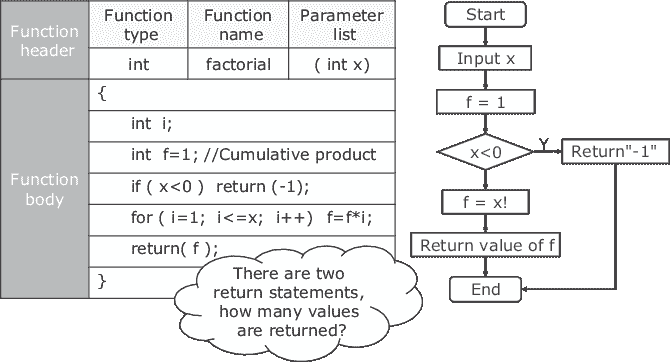 Function header
Function type
Function name
Parameter list
int
factorial
( int x)
Function body
{
int i;
int f=1; //Cumulative product
if ( x<0 ) return (-1);
for ( i=1; i<=x; i++) f=f*i;
return( f );
}
There are two
return statements,
how many values
are returned?
Start
Input x
f = 1
x<0
Y
Return"-1"
f = x!
Return value of f
End